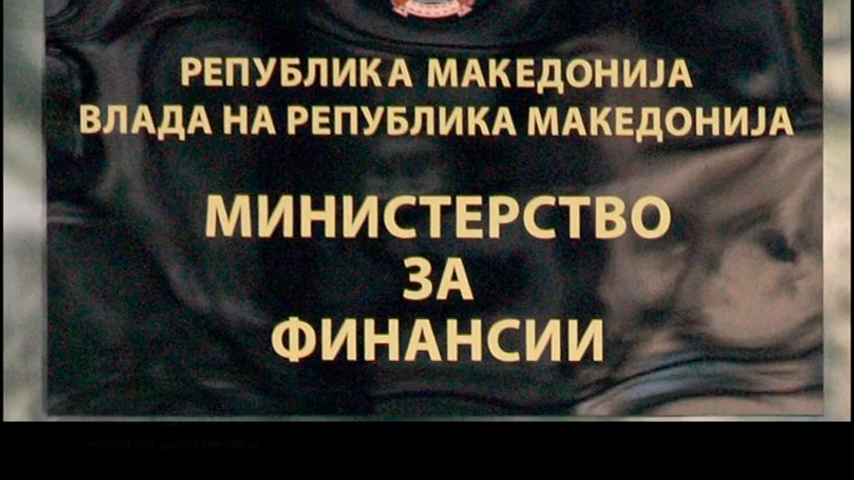 РЕПУБЛИКА МАКЕДОНИЈА
ВЛАДА НА РЕПУБЛИКА МАКЕДОНИЈА
МИНИСТЕРСТВО
ЗА
ФИНАНСИИ